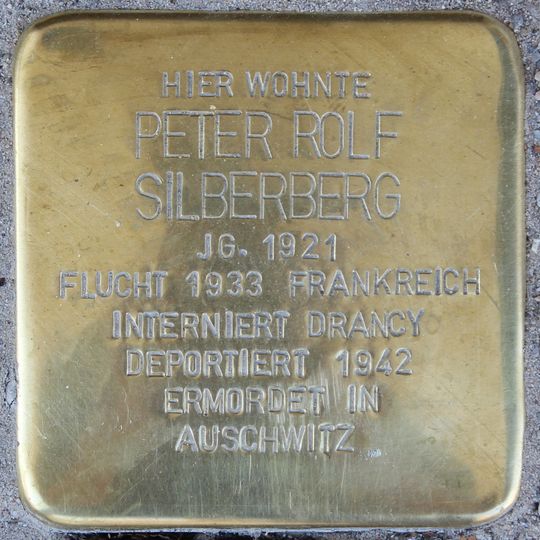 HIER WOHNTE
PETER ROLF
SILBERBERG
JG. 1921
FLUCHT 1933 FRANKREICH
INTERNIERT DRANCY
DEPORTIERT 1942
ERMORDET IN
AUSCHWITZ